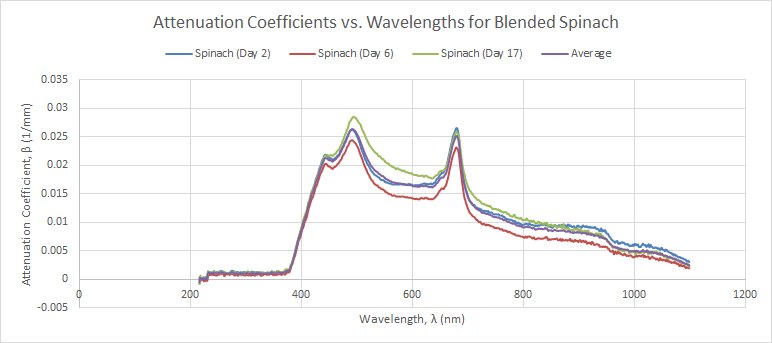 Attenuation Coefficients vs. Wavelengths for Blended Spinach
Spinach (Day 2) Spinach (Day 6) Spinach (Day 17) Average
Attenuation Coefficient, β (1/mm)
0.035
0.03
0.025
0.02
0.015
0.01
0.005
0
-0.005
0 200 400 600 800 1000 1200
Wavelength, λ (nm)